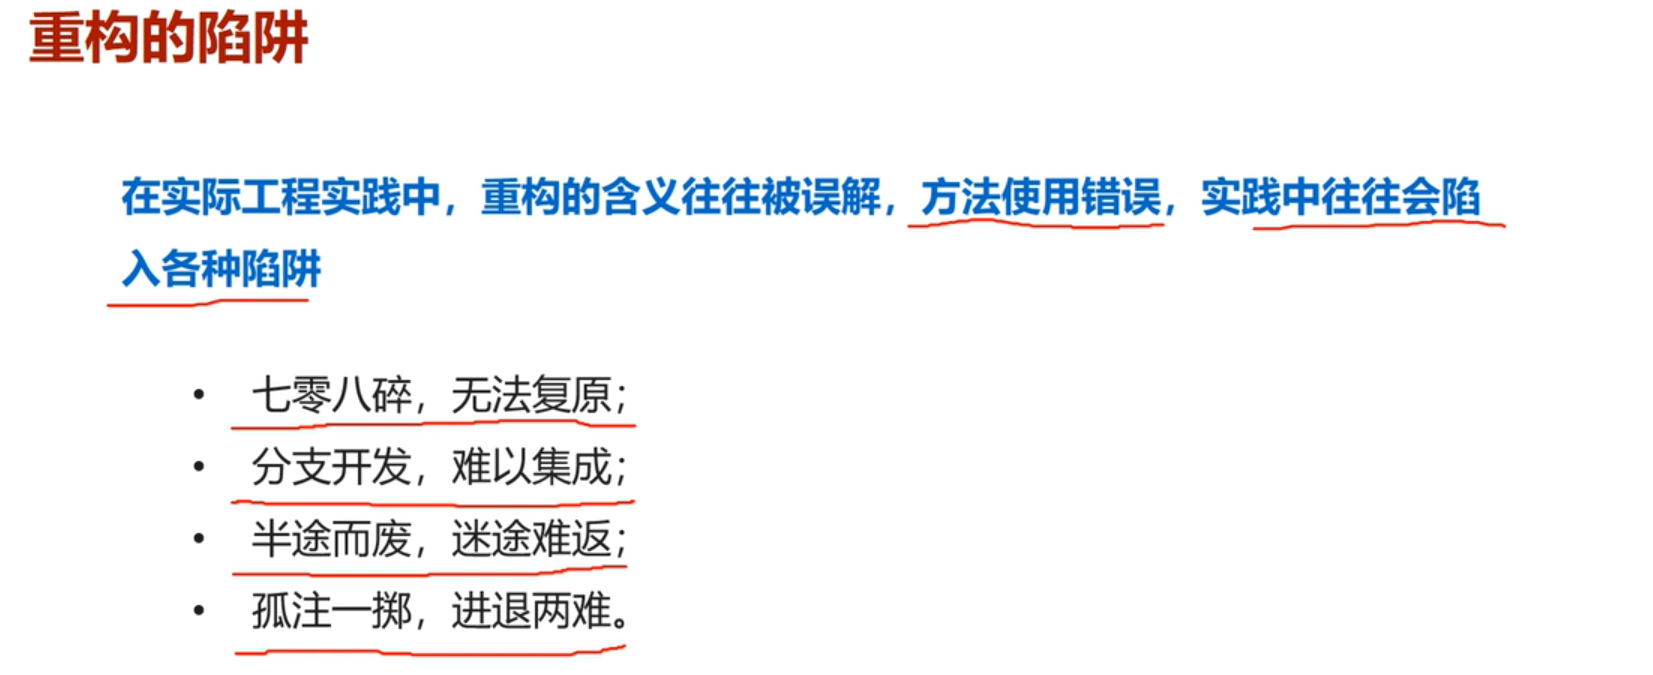 重构的陷阱
在实际工程实践中，重构的含义往往被误解，方法使用错误，实践中往往会陷
入各种陷阱
• 七零八碎，无法复原；
• 分支开发，难以集成；
• 半途而废，迷途难返；
• 孤注一掷，进退两难。